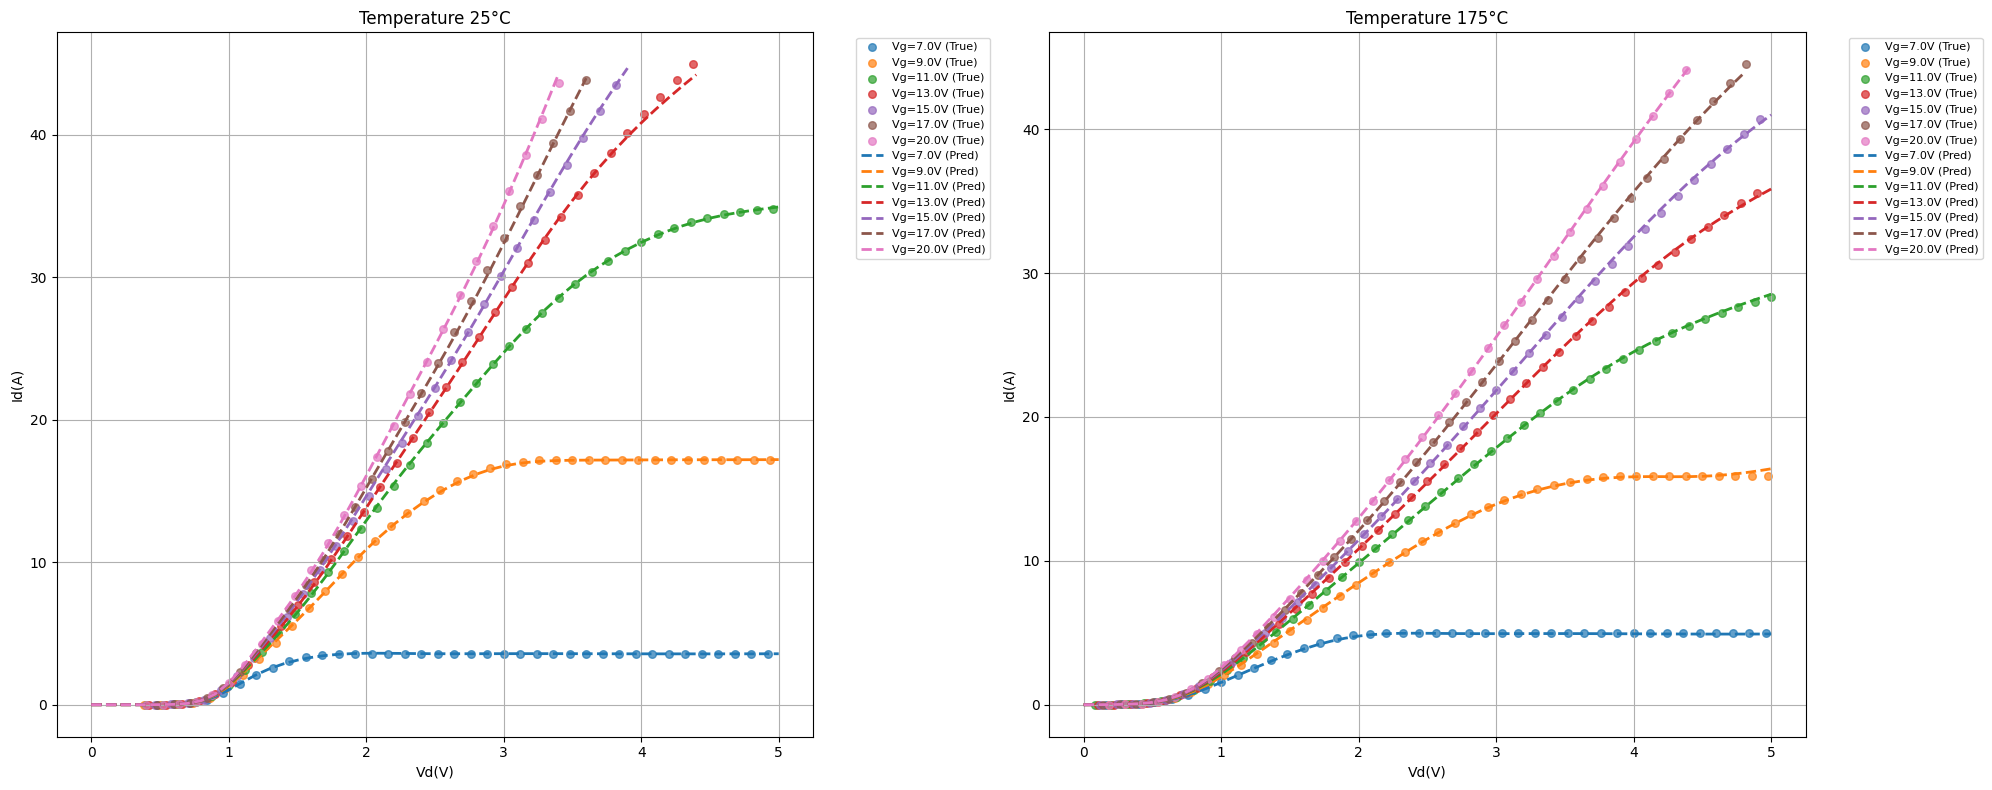 Temperature 25°C
Id(A)
40
30
20
10
0
0 1 2 3 4 5
Vd(V)
Vg=7.0V (True)
Vg=9.0V (True)
Vg=11.0V (True)
Vg=13.0V (True)
Vg=15.0V (True)
Vg=17.0V (True)
Vg=20.0V (True)
Vg=7.0V (Pred)
Vg=9.0V (Pred)
Vg=11.0V (Pred)
Vg=13.0V (Pred)
Vg=15.0V (Pred)
Vg=17.0V (Pred)
Vg=20.0V (Pred)
Temperature 175°C
Id(A)
40
30
20
10
0
0 1 2 3 4 5
Vd(V)
Vg=7.0V (True)
Vg=9.0V (True)
Vg=11.0V (True)
Vg=13.0V (True)
Vg=15.0V (True)
Vg=17.0V (True)
Vg=20.0V (True)
Vg=7.0V (Pred)
Vg=9.0V (Pred)
Vg=11.0V (Pred)
Vg=13.0V (Pred)
Vg=15.0V (Pred)
Vg=17.0V (Pred)
Vg=20.0V (Pred)